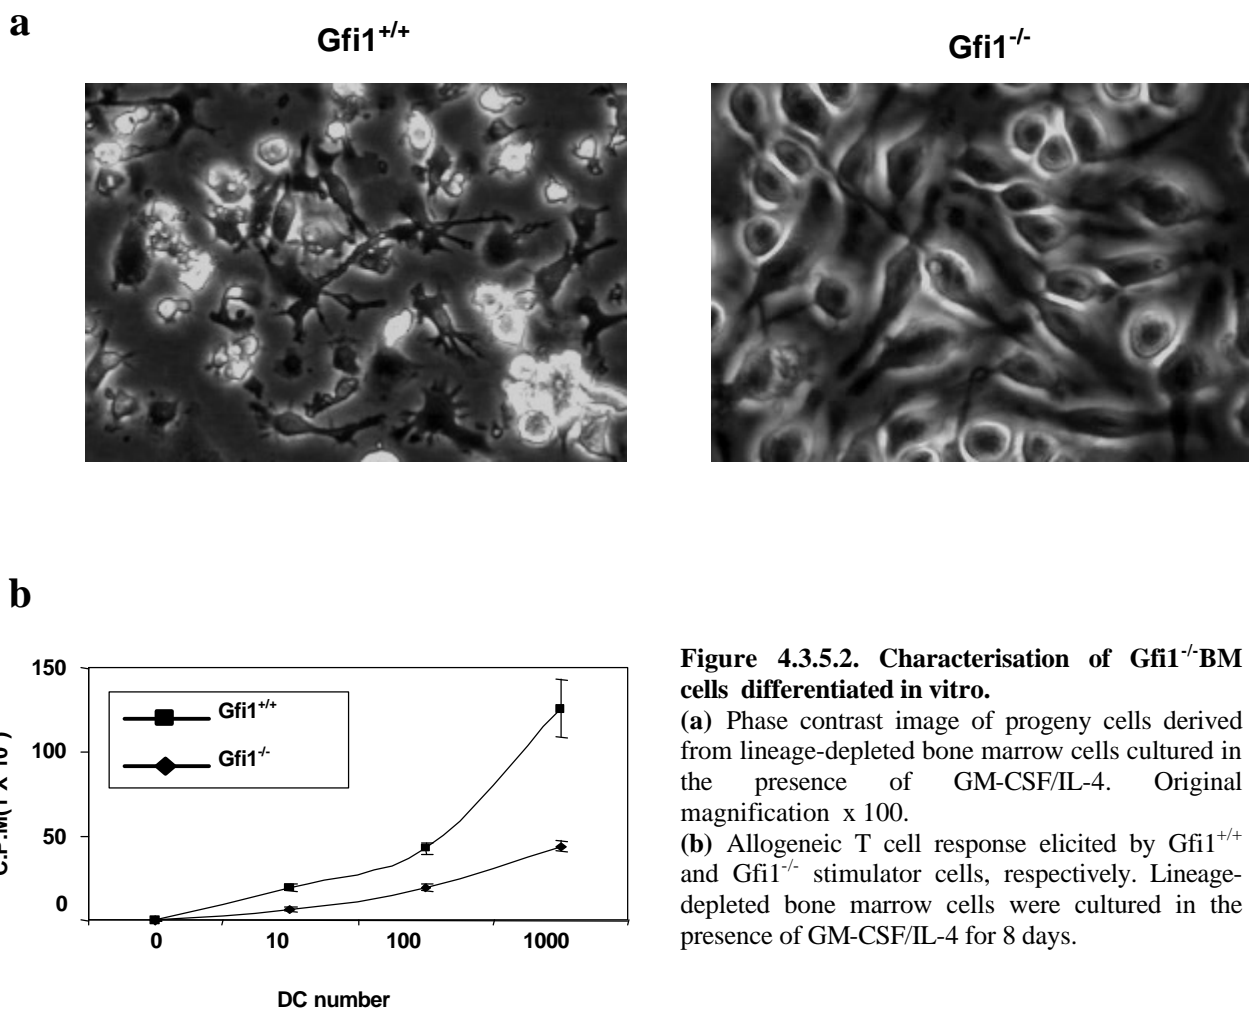 a
Gfi1+/+
Gfi1-/-
b
150
100
50
0
Gfi1+/+
Gfi1-/-
0 10 100 1000
DC number
Figure 4.3.5.2. Characterisation of Gfi1-/-BM
cells differentiated in vitro.
(a) Phase contrast image of progeny cells derived
from lineage-depleted bone marrow cells cultured in
the presence of GM-CSF/IL-4. Original
magnification x 100.
(b) Allogeneic T cell response elicited by Gfi1+/+
and Gfi1-/- stimulator cells, respectively. Lineage-
depleted bone marrow cells were cultured in the
presence of GM-CSF/IL-4 for 8 days.